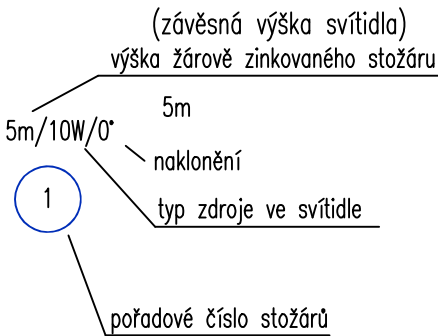 (závěsná výška svítidla)
výška žárově zinkovaného stožáru
5m
5m/10W/0°
naklonění
1
typ zdroje ve svítidle
pořadové číslo stožárů